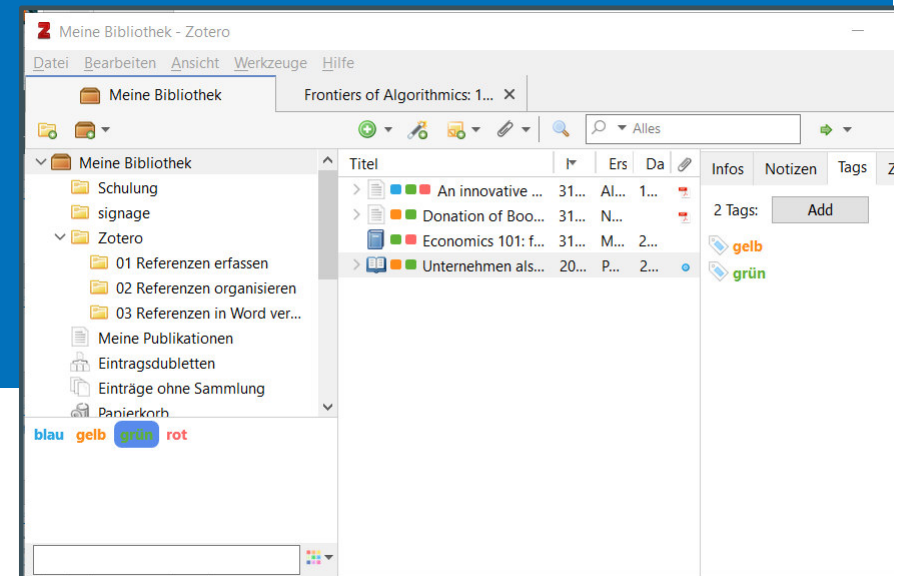 Meine Bibliothek - Zotero
Datei Bearbeiten Ansicht Werkzeuge Hilfe
Meine Bibliothek
Frontiers of Algorithmics: 1...
Alles
Meine Bibliothek
Schulung
signage
Zotero
01 Referenzen erfassen
02 Referenzen organisieren
03 Referenzen in Word ver...
Meine Publikationen
Eintragsdubletten
Einträge ohne Sammlung
Papierkorb
blau gelb grün rot
Titel Ers Da
An innovative ... 31... Al... 1...
Donation of Boo... 31... N...
Economics 101: f... 31... M... 2...
Unternehmen als... 20... P... 2...
Infos Notizen Tags Z
2 Tags: Add
gelb
grün